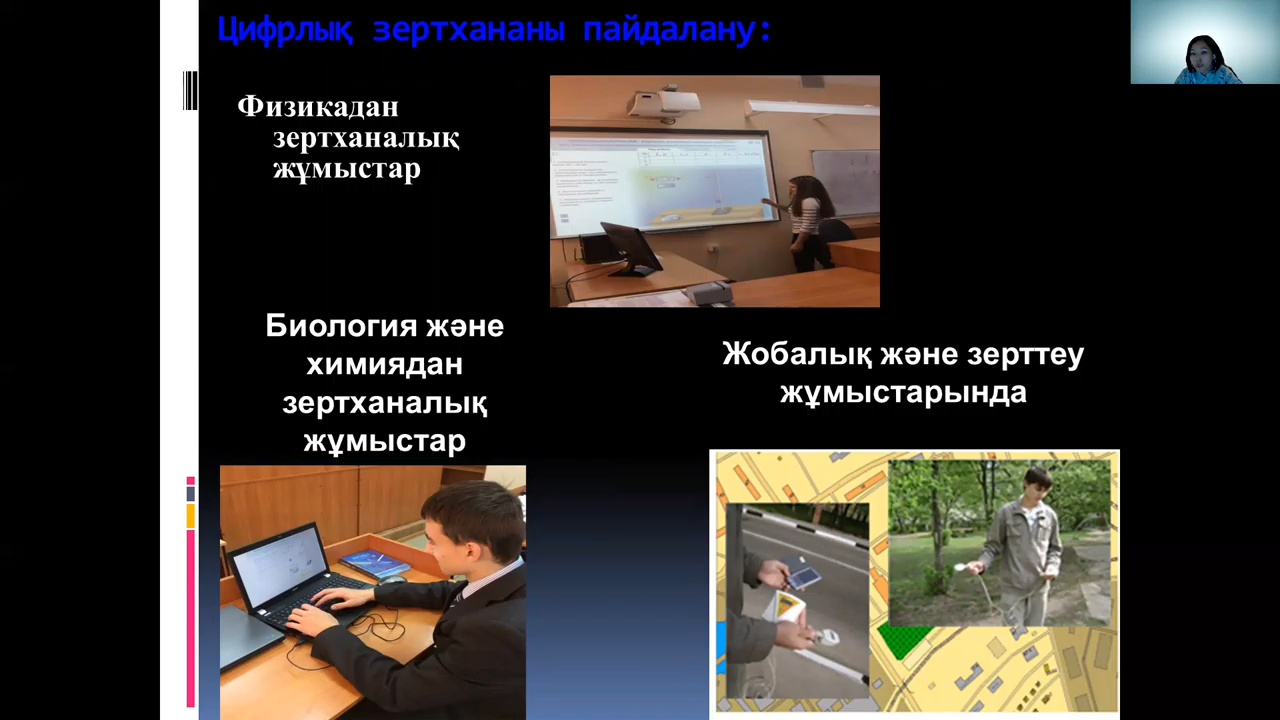 Цифрлық зертхананы пайдалану:
Физикадан
зертханалық
жұмыстар
Биология және
химиядан
зертханалық
жұмыстар
Жобалық және зерттеу
жұмыстарында